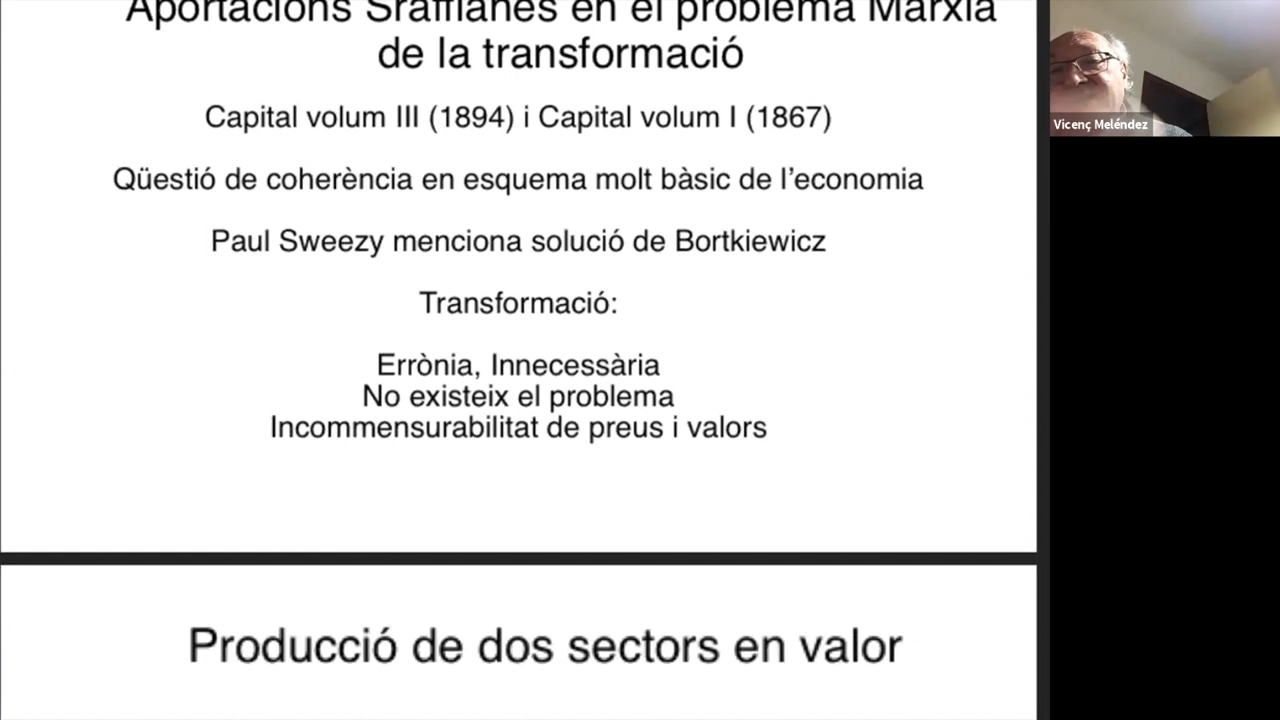 Aportacions Sraffianes en el problema Marxià
de la transformació
Capital volum III (1894) i Capital volum I (1867)
Qüestió de coherència en esquema molt bàsic de l’economia
Paul Sweezy menciona solució de Bortkiewicz
Transformació:
Errònia, Innecessària
No existeix el problema
Incommensurabilitat de preus i valors
Producció de dos sectors en valor
Vicenç Meléndez